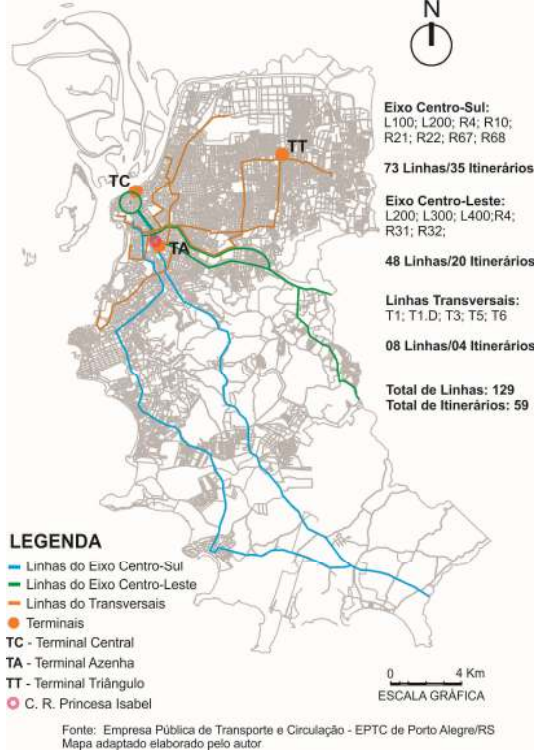 N
Eixo Centro-Sul:
L100; L200; R4; R10;
R21; R22; R67; R68
73 Linhas/35 Itinerários
Eixo Centro-Leste:
L200; L300; L400;R4;
R31; R32;
48 Linhas/20 Itinerários
Linhas Transversais:
T1; T1.D; T3; T5; T6
08 Linhas/04 Itinerários
Total de Linhas: 129
Total de Itinerários: 59
TT
TC
TA
LEGENDA
Linhas do Eixo Centro-Sul
Linhas do Eixo Centro-Leste
Linhas do Transversais
Terminais
TC - Terminal Central
TA - Terminal Azenha
TT - Terminal Triângulo
C. R. Princesa Isabel
0 4 Km
ESCALA GRÁFICA
Fonte: Empresa Pública de Transporte e Circulação - EPTC de Porto Alegre/RS
Mapa adaptado elaborado pelo autor